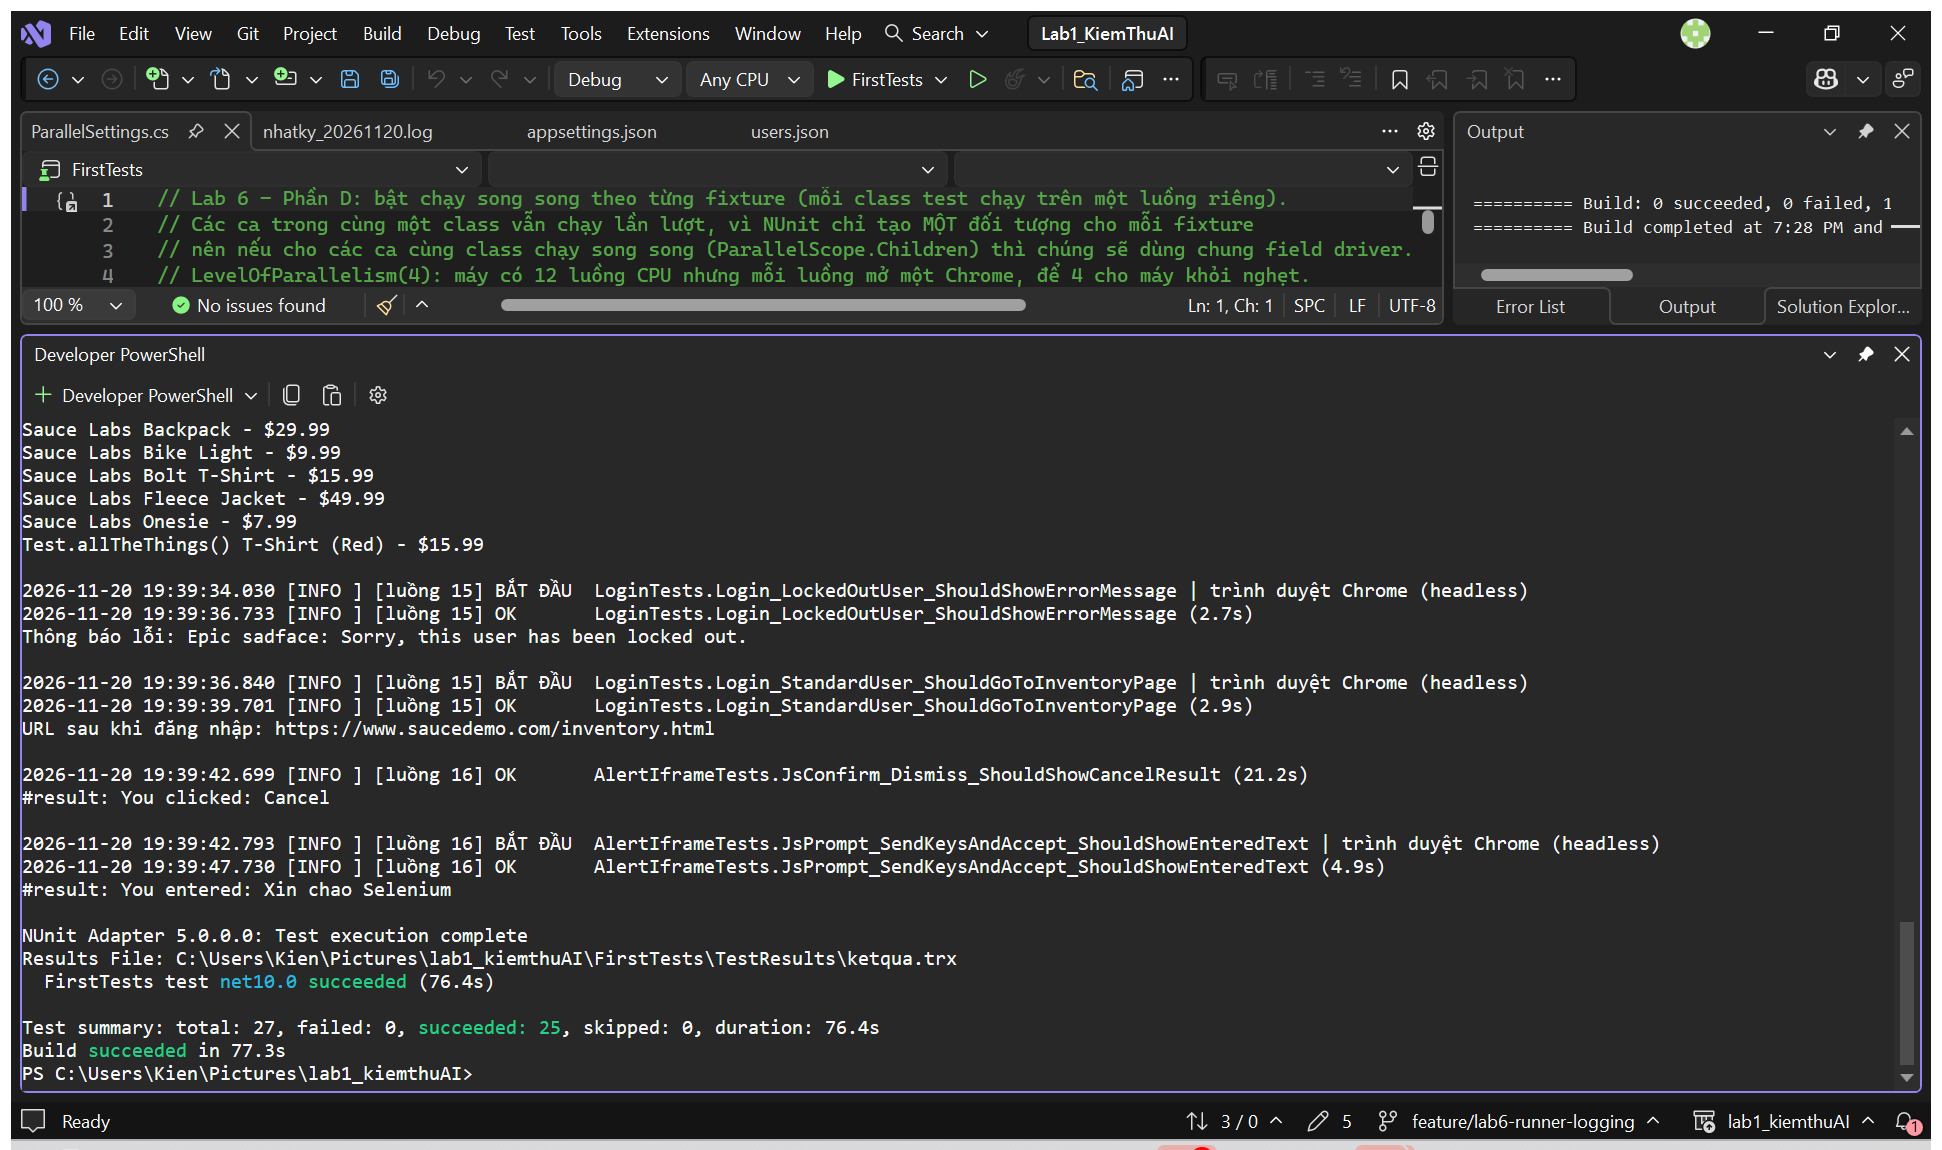 File Edit View Git Project Build Debug Test Tools Extensions Window Help Search Lab1_KiemThuAI
Debug Any CPU FirstTests
ParallelSettings.cs nhatky_20261120.log appsettings.json users.json
FirstTests
1 // Lab 6 - Phần D: bật chạy song song theo từng fixture (mỗi class test chạy trên một luồng riêng).
2 // Các ca trong cùng một class vẫn chạy lần lượt, vì NUnit chỉ tạo MỘT đối tượng cho mỗi fixture
3 // nên nếu cho các ca cùng class chạy song song (ParallelScope.Children) thì chúng sẽ dùng chung field driver.
4 // LevelOfParallelism(4): máy có 12 luồng CPU nhưng mỗi luồng mở một Chrome, để 4 cho máy khỏi nghẹt.
100 % No issues found Ln: 1, Ch: 1 SPC LF UTF-8
Output
========== Build: 0 succeeded, 0 failed, 1
========== Build completed at 7:28 PM and
Error List Output Solution Explor...
Developer PowerShell
Developer PowerShell
Sauce Labs Backpack - $29.99
Sauce Labs Bike Light - $9.99
Sauce Labs Bolt T-Shirt - $15.99
Sauce Labs Fleece Jacket - $49.99
Sauce Labs Onesie - $7.99
Test.allTheThings() T-Shirt (Red) - $15.99
2026-11-20 19:39:34.030 [INFO ] [luồng 15] BẮT ĐẦU LoginTests.Login_LockedOutUser_ShouldShowErrorMessage | trình duyệt Chrome (headless)
2026-11-20 19:39:36.733 [INFO ] [luồng 15] OK LoginTests.Login_LockedOutUser_ShouldShowErrorMessage (2.7s)
Thông báo lỗi: Epic sadface: Sorry, this user has been locked out.
2026-11-20 19:39:36.840 [INFO ] [luồng 15] BẮT ĐẦU LoginTests.Login_StandardUser_ShouldGoToInventoryPage | trình duyệt Chrome (headless)
2026-11-20 19:39:39.701 [INFO ] [luồng 15] OK LoginTests.Login_StandardUser_ShouldGoToInventoryPage (2.9s)
URL sau khi đăng nhập: https://www.saucedemo.com/inventory.html
2026-11-20 19:39:42.699 [INFO ] [luồng 16] OK AlertIframeTests.JsConfirm_Dismiss_ShouldShowCancelResult (21.2s)
#result: You clicked: Cancel
2026-11-20 19:39:42.793 [INFO ] [luồng 16] BẮT ĐẦU AlertIframeTests.JsPrompt_SendKeysAndAccept_ShouldShowEnteredText | trình duyệt Chrome (headless)
2026-11-20 19:39:47.730 [INFO ] [luồng 16] OK AlertIframeTests.JsPrompt_SendKeysAndAccept_ShouldShowEnteredText (4.9s)
#result: You entered: Xin chao Selenium
NUnit Adapter 5.0.0.0: Test execution complete
Results File: C:\Users\Kien\Pictures\lab1_kiemthuAI\FirstTests\TestResults\ketqua.trx
FirstTests test net10.0 succeeded (76.4s)
Test summary: total: 27, failed: 0, succeeded: 25, skipped: 0, duration: 76.4s
Build succeeded in 77.3s
PS C:\Users\Kien\Pictures\lab1_kiemthuAI>
Ready 3 / 0 5 feature/lab6-runner-logging lab1_kiemthuAI 1